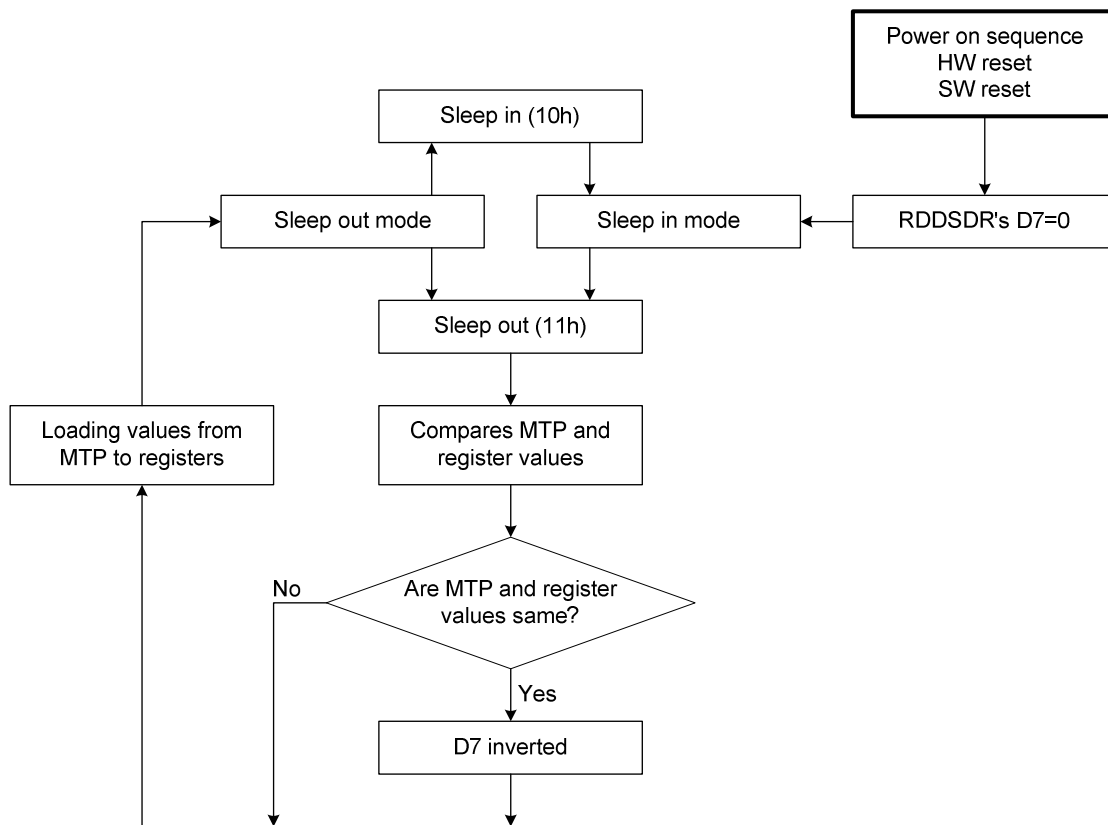 Power on sequence
HW reset
SW reset
Sleep in (10h)
Sleep out mode
Sleep in mode
RDDSDR's D7=0
Sleep out (11h)
Loading values from
MTP to registers
Compares MTP and
register values
No
Are MTP and register
values same?
Yes
D7 inverted